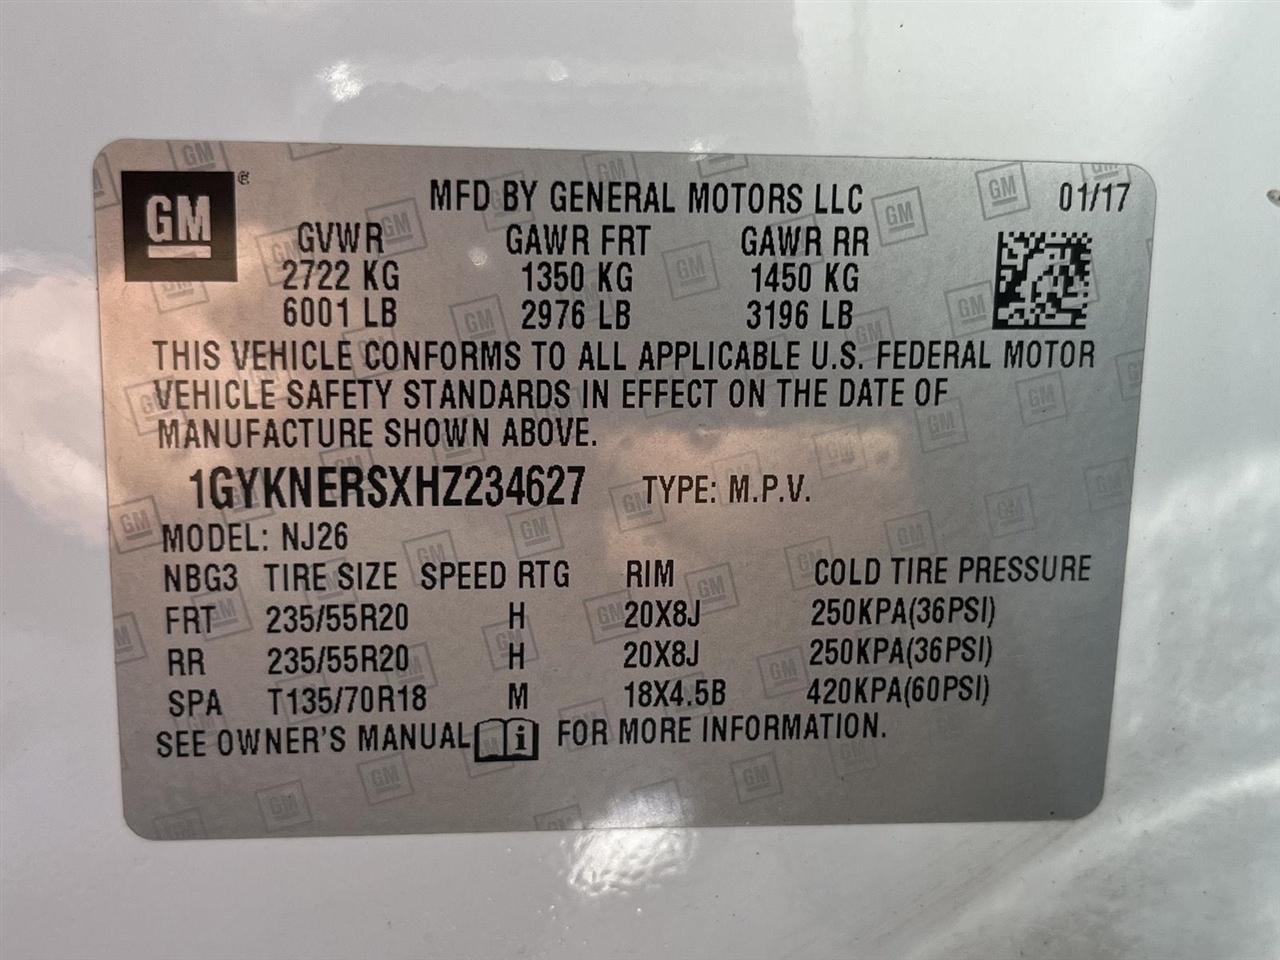 GM ® MFD BY GENERAL MOTORS LLC 01/17
GVWR GAWR FRT GAWR RR
2722 KG 1350 KG 1450 KG
6001 LB 2976 LB 3196 LB
THIS VEHICLE CONFORMS TO ALL APPLICABLE U.S. FEDERAL MOTOR
VEHICLE SAFETY STANDARDS IN EFFECT ON THE DATE OF
MANUFACTURE SHOWN ABOVE.
1GYKNERSXHZ234627 TYPE: M.P.V.
MODEL: NJ26
NBG3 TIRE SIZE SPEED RTG RIM COLD TIRE PRESSURE
FRT 235/55R20 H 20X8J 250KPA(36PSI)
RR 235/55R20 H 20X8J 250KPA(36PSI)
SPA T135/70R18 M 18X4.5B 420KPA(60PSI)
SEE OWNER'S MANUAL i FOR MORE INFORMATION.